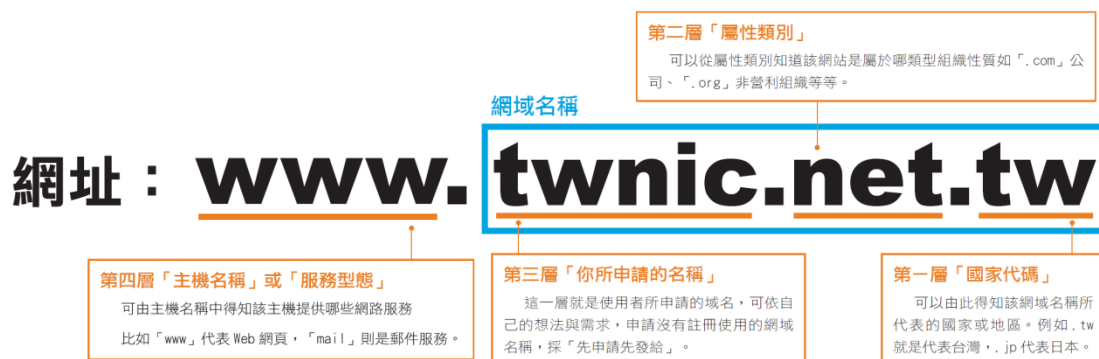 第二層「屬性類別」
可以從屬性類別知道該網站是屬於哪類型組織性質如「.com」公
司、「.org」非營利組織等等。
網域名稱
網址：www.twnic.net.tw
第四層「主機名稱」或「服務型態」
可由主機名稱中得知該主機提供哪些網路服務
比如「www」代表 Web 網頁，「mail」則是郵件服務。
第三層「你所申請的名稱」
這一層就是使用者所申請的域名，可依自
己的想法與需求，申請沒有註冊使用的網域
名稱，採「先申請先發給」。
第一層「國家代碼」
可以由此得知該網域名稱所
代表的國家或地區。例如.tw
就是代表台灣，.jp 代表日本。